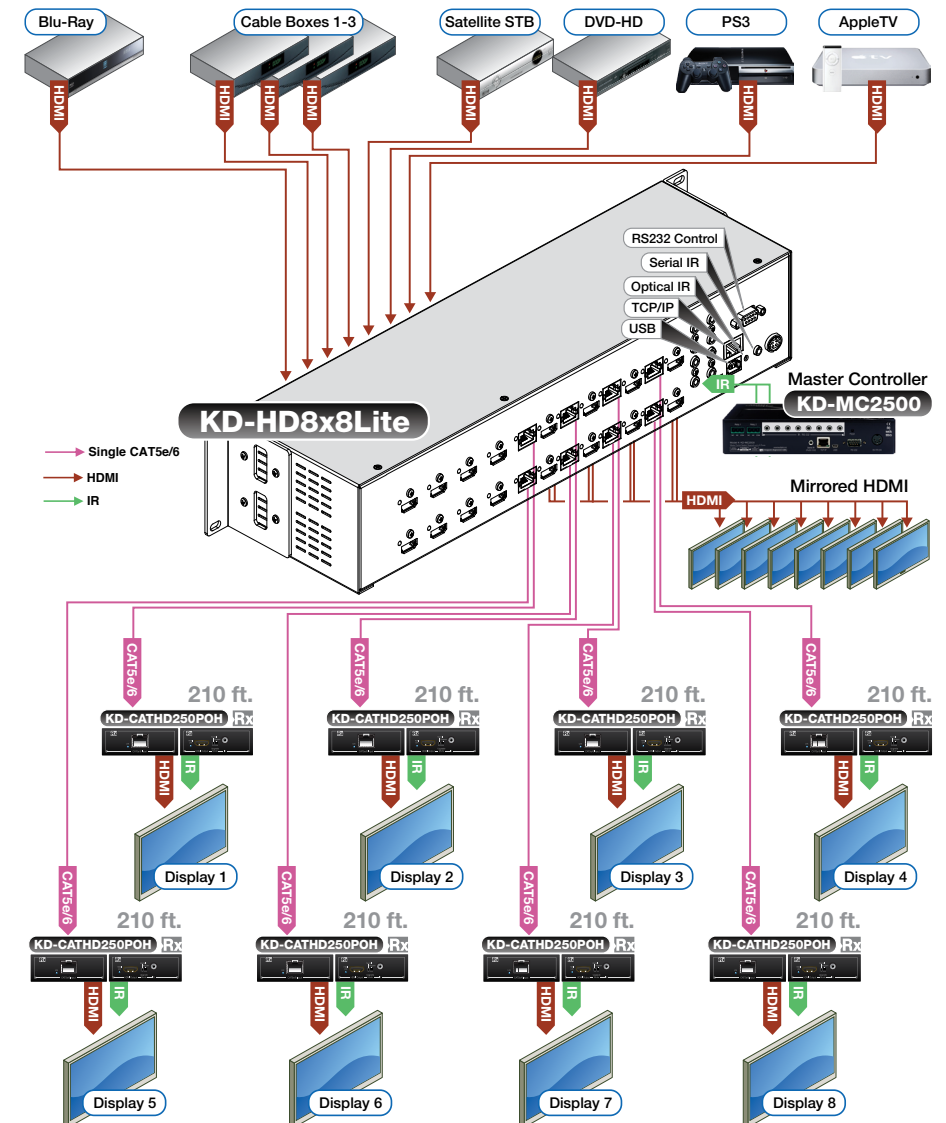 Blu-Ray
Cable Boxes 1-3
Satellite STB
DVD-HD
PS3
AppleTV
HDMI
HDMI
HDMI
HDMI
HDMI
HDMI
HDMI
HDMI
RS232 Control
Serial IR
Optical IR
TCP/IP
USB
IR
Master Controller
KD-MC2500
KD-HD8x8Lite
Single CAT5e/6
HDMI
IR
HDMI
Mirrored HDMI
CAT5e/6
CAT5e/6
CAT5e/6
CAT5e/6
210 ft.
210 ft.
210 ft.
210 ft.
KD-CATHD250POH Rx
KD-CATHD250POH Rx
KD-CATHD250POH Rx
KD-CATHD250POH Rx
HDMI
IR
HDMI
IR
HDMI
IR
HDMI
IR
Display 1
Display 2
Display 3
Display 4
CAT5e/6
CAT5e/6
CAT5e/6
CAT5e/6
210 ft.
210 ft.
210 ft.
210 ft.
KD-CATHD250POH Rx
KD-CATHD250POH Rx
KD-CATHD250POH Rx
KD-CATHD250POH Rx
HDMI
IR
HDMI
IR
HDMI
IR
HDMI
IR
Display 5
Display 6
Display 7
Display 8